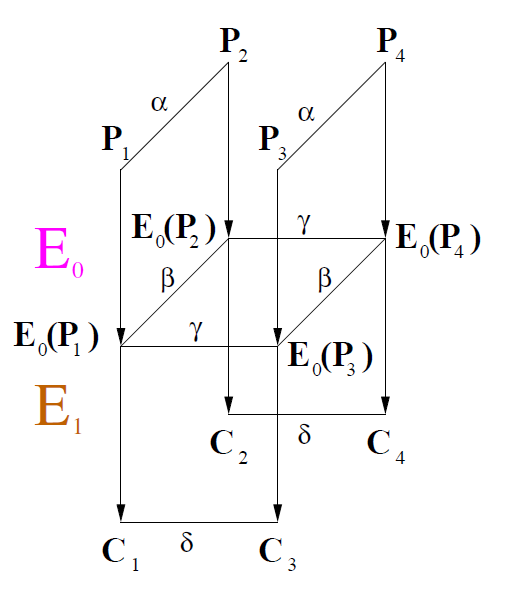 P₂ P₄
α α
P₁ P₃
E₀(P₂) γ E₀(P₄)
E₀
β β
E₀(P₁) γ E₀(P₃)
E₁
C₂ δ C₄
C₁ δ C₃